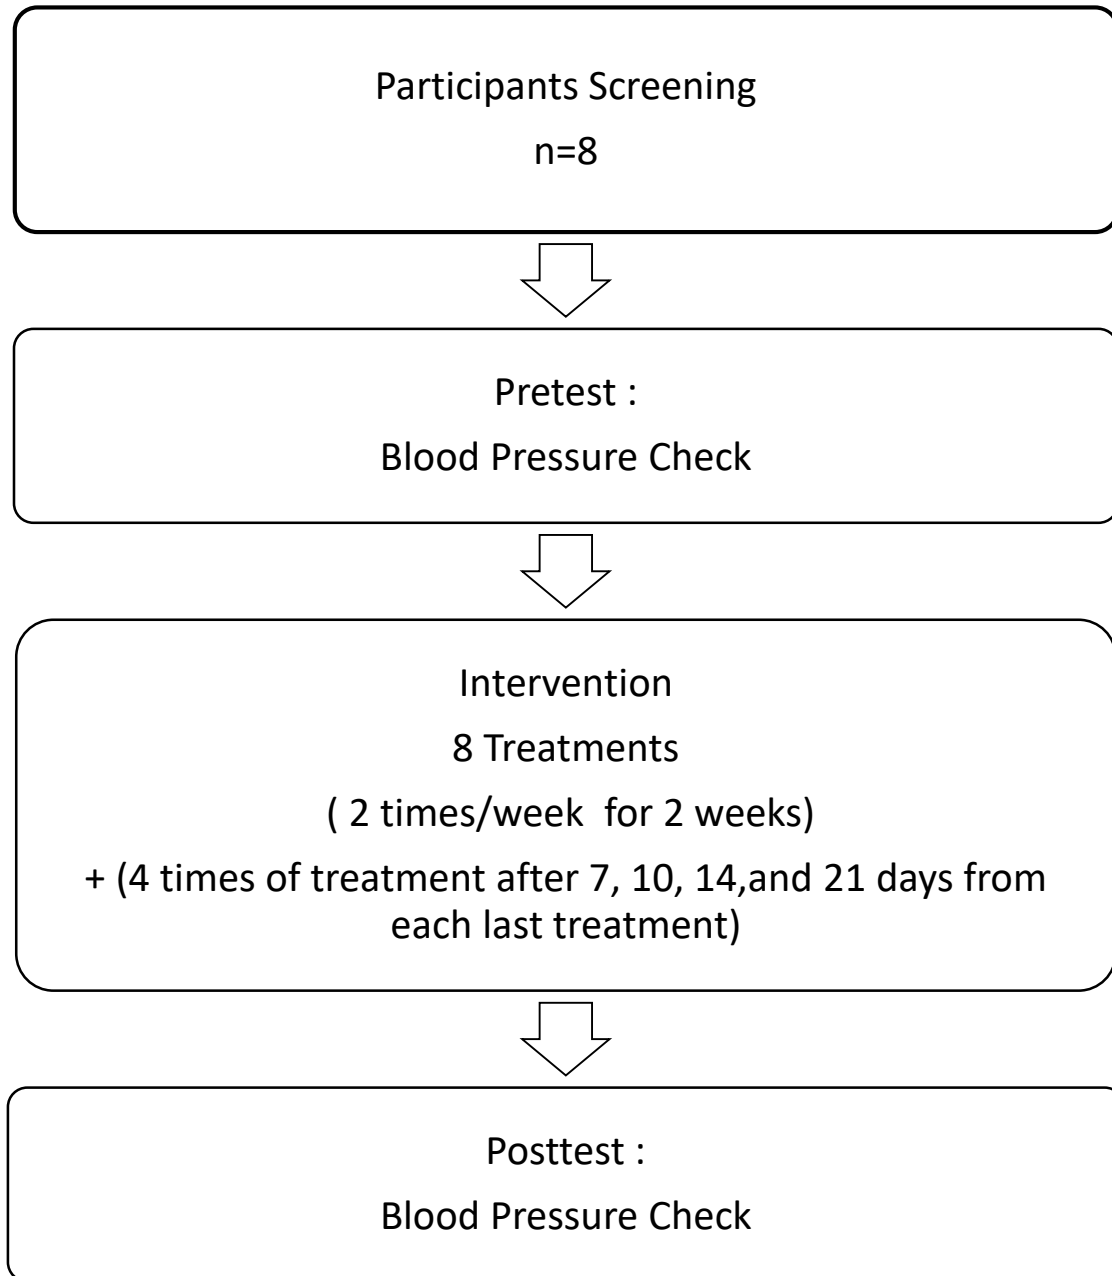 Participants Screening
n=8
Pretest :
Blood Pressure Check
Intervention
8 Treatments
( 2 times/week  for 2 weeks)
+ (4 times of treatment after 7, 10, 14,and 21 days from
each last treatment)
Posttest :
Blood Pressure Check